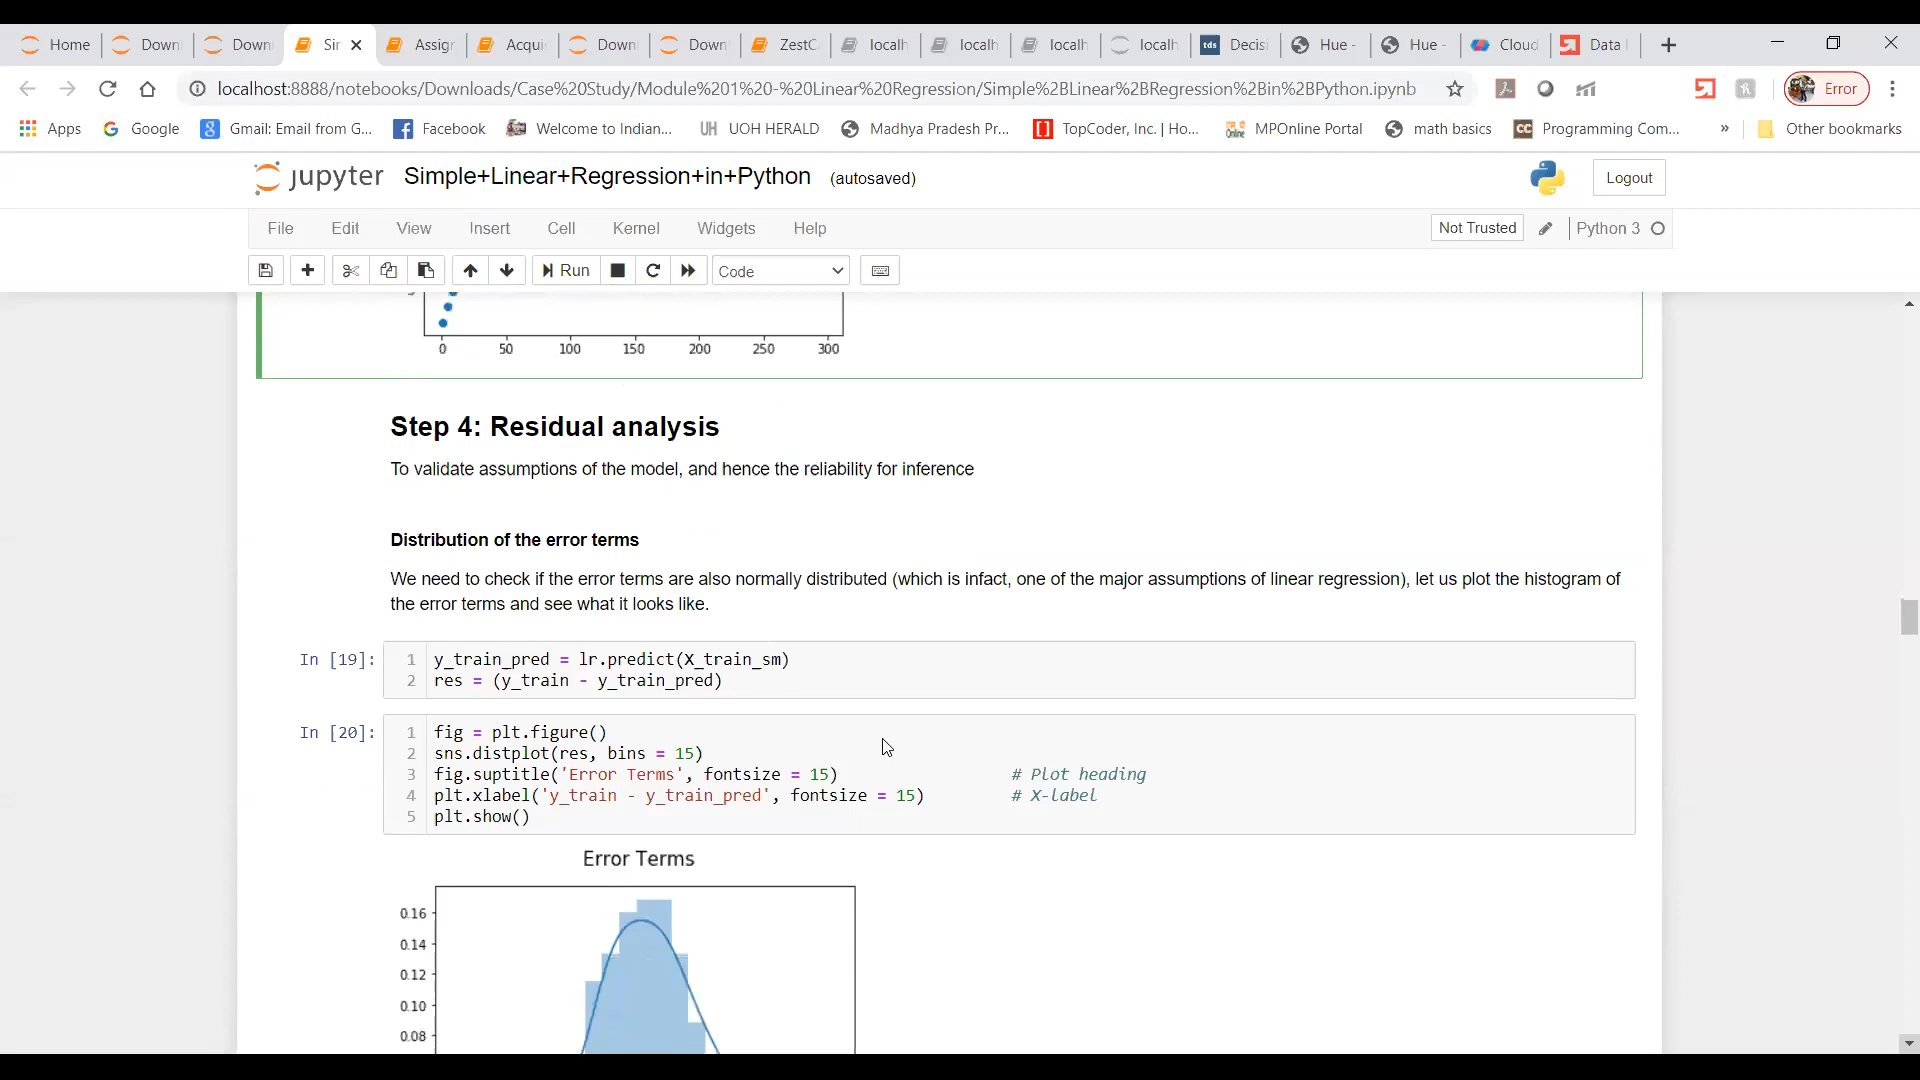 Home
Down
Down
Sir
Assign
Acqui
Down
Down
ZestC
localh
localh
localh
localh
tds Decisi
Hue -
Hue -
Cloud
Data
localhost:8888/notebooks/Downloads/Case%20Study/Module%201%20-%20Linear%20Regression/Simple%2BLinear%2BRegression%2Bin%2BPython.ipynb
Error
Apps
Google
Gmail: Email from G...
Facebook
Welcome to Indian...
UH UOH HERALD
Madhya Pradesh Pr...
TopCoder, Inc. | Ho...
MPOnline Portal
math basics
CC Programming Com...
»
Other bookmarks
jupyter Simple+Linear+Regression+in+Python (autosaved)
Logout
File Edit View Insert Cell Kernel Widgets Help
Not Trusted
Python 3
Run
Code
0 50 100 150 200 250 300
Step 4: Residual analysis
To validate assumptions of the model, and hence the reliability for inference
Distribution of the error terms
We need to check if the error terms are also normally distributed (which is infact, one of the major assumptions of linear regression), let us plot the histogram of
the error terms and see what it looks like.
In [19]:
1 y_train_pred = lr.predict(X_train_sm)
2 res = (y_train - y_train_pred)
In [20]:
1 fig = plt.figure()
2 sns.distplot(res, bins = 15)
3 fig.suptitle('Error Terms', fontsize = 15) # Plot heading
4 plt.xlabel('y_train - y_train_pred', fontsize = 15) # X-label
5 plt.show()
Error Terms
0.16
0.14
0.12
0.10
0.08